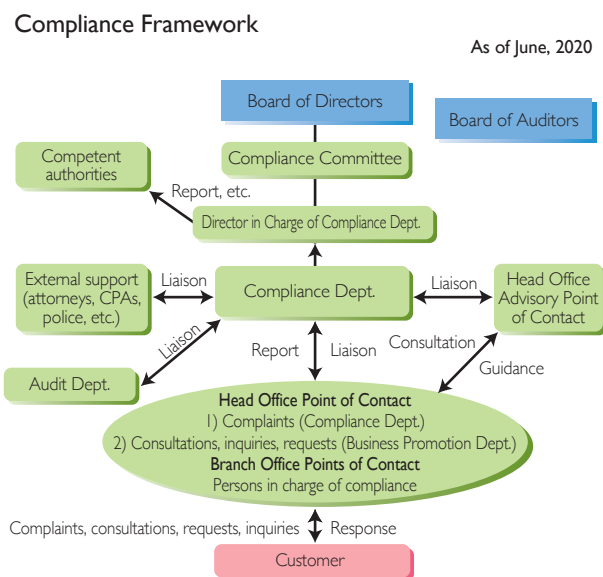 Compliance Framework
As of June, 2020
Board of Directors
Board of Auditors
Compliance Committee
Competent
authorities
Report, etc.
Director in Charge of Compliance Dept.
External support
(attorneys, CPAs,
police, etc.)
Liaison
Compliance Dept.
Liaison
Head Office
Advisory Point
of Contact
Liaison
Report
Liaison
Consultation
Guidance
Audit Dept.
Head Office Point of Contact
1) Complaints (Compliance Dept.)
2) Consultations, inquiries, requests (Business Promotion Dept.)
Branch Office Points of Contact
Persons in charge of compliance
Complaints, consultations, requests, inquiries
Response
Customer